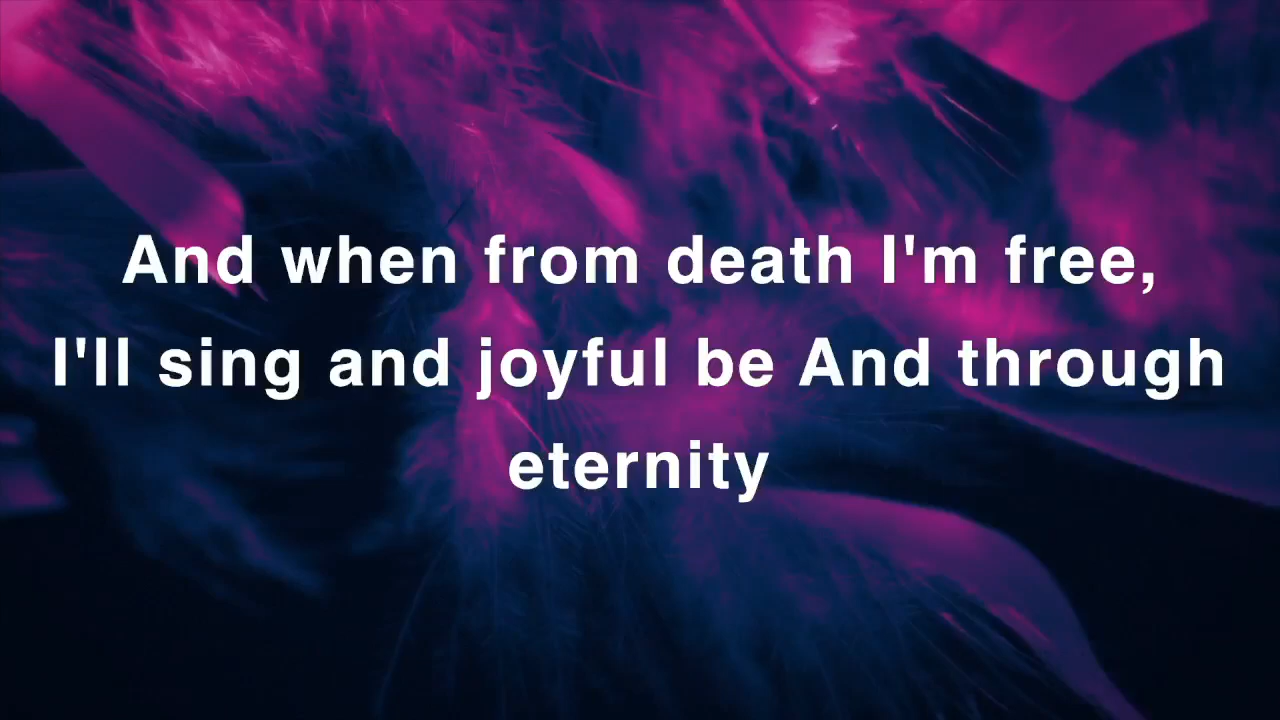 And when from death I'm free,
I'll sing and joyful be And through
eternity